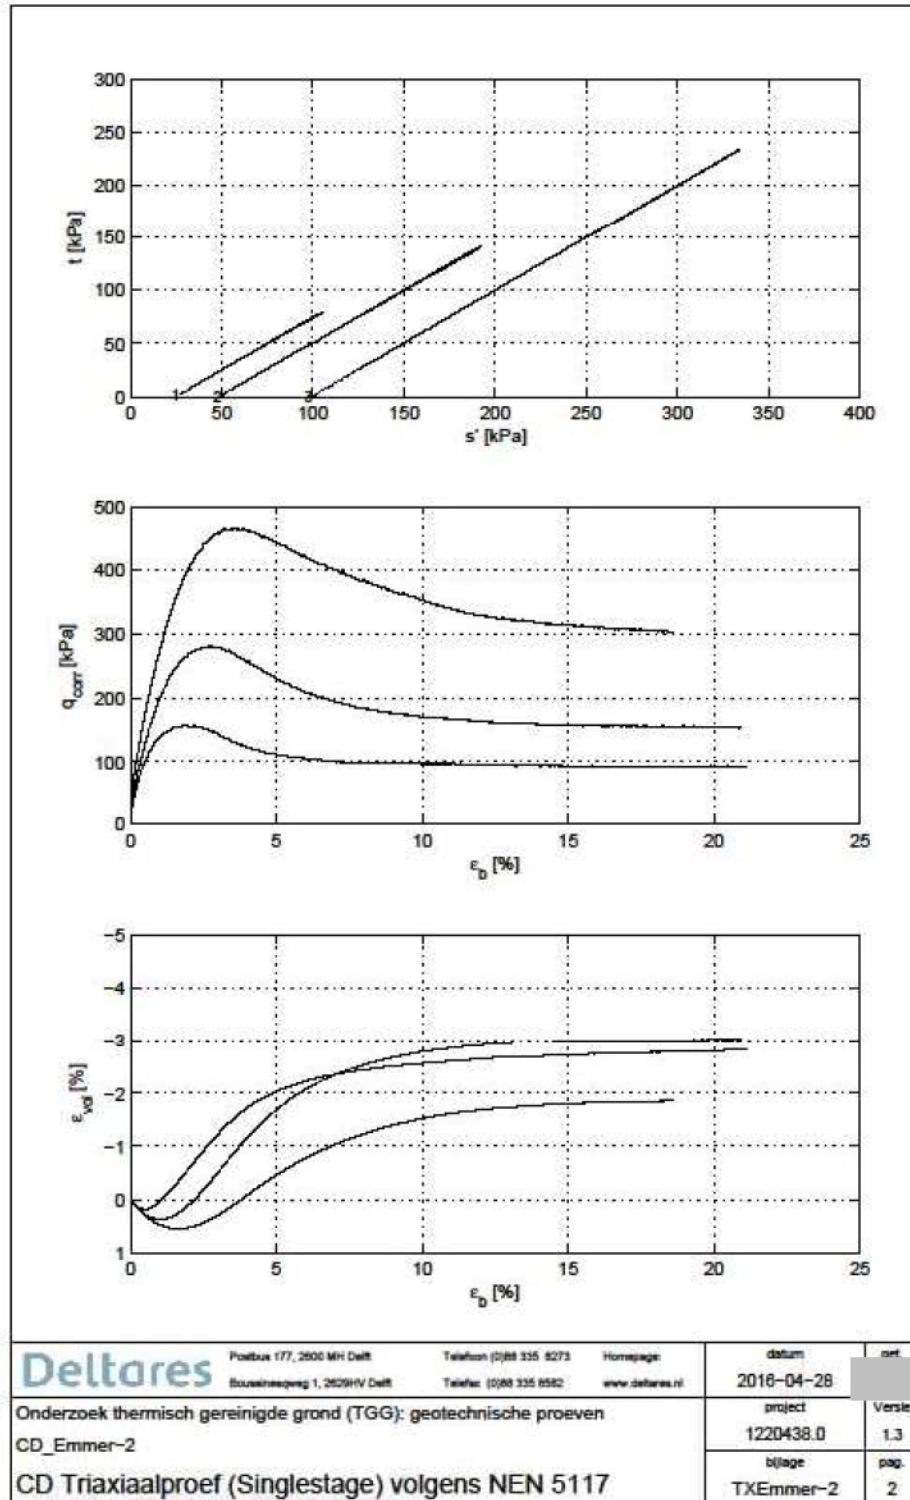 300
250
200
150
100
50
0
t [kPa]
1 2 3
0 50 100 150 200 250 300 350 400
s' [kPa]
500
400
300
200
100
0
q_corr [kPa]
0 5 10 15 20 25
ε_b [%]
−5
−4
−3
−2
−1
0
1
ε_vol [%]
0 5 10 15 20 25
ε_b [%]
Deltares
Postbus 177, 2600 MH Delft
Boussinesqweg 1, 2629HV Delft
Telefoon (0)88 335 8273
Telefax (0)88 335 8582
Homepage:
www.deltares.nl
datum
2016-04-28
get.
Onderzoek thermisch gereinigde grond (TGG): geotechnische proeven
CD_Emmer-2
project
1220438.0
Versie
1.3
CD Triaxiaalproef (Singlestage) volgens NEN 5117
bijlage
TXEmmer-2
pag.
2